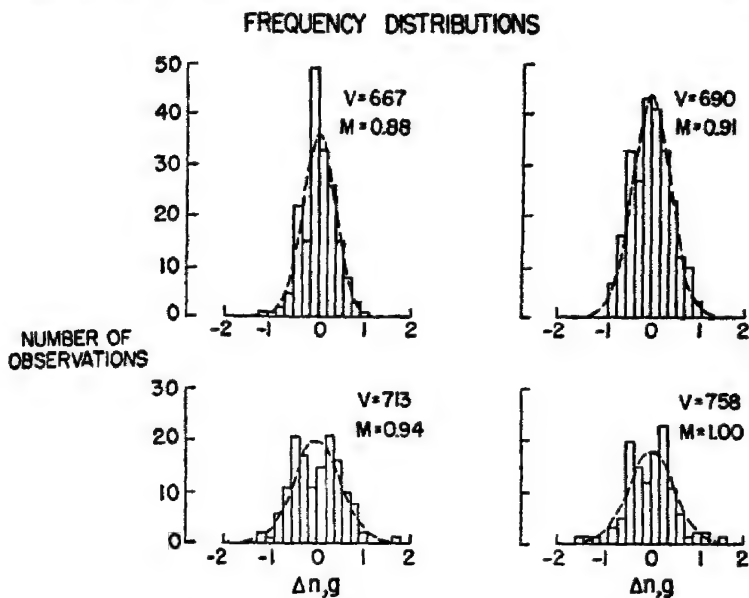 FREQUENCY DISTRIBUTIONS
50
40
30
20
10
0
V=667
M=0.88
-2 -1 0 1 2
V=690
M=0.91
-2 -1 0 1 2
NUMBER OF
OBSERVATIONS
30
20
10
0
V=713
M=0.94
-2 -1 0 1 2
Δn,g
V=758
M=1.00
-2 -1 0 1 2
Δn,g